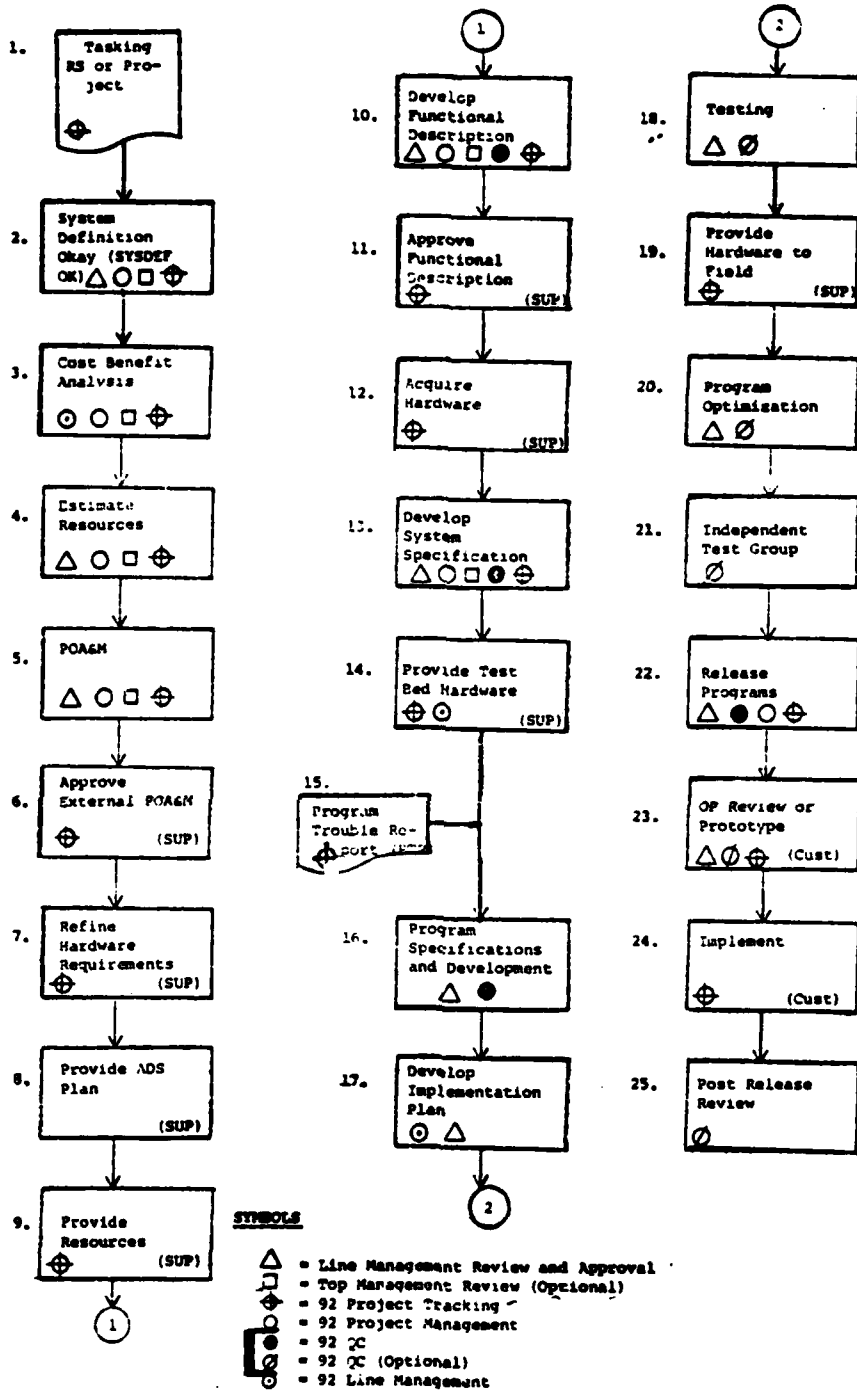 1.
Tasking
RS or Pro-
ject
2.
System
Definition
Okay (SYSDEF
OK)
3.
Cost Benefit
Analysis
4.
Estimate
Resources
5.
POA&M
6.
Approve
External POA&M
(SUP)
7.
Refine
Hardware
Requirements
(SUP)
8.
Provide ADS
Plan
(SUP)
9.
Provide
Resources
(SUP)
1
1
10.
Develop
Functional
Description
11.
Approve
Functional
Description
(SUP)
12.
Acquire
Hardware
(SUP)
13.
Develop
System
Specification
14.
Provide Test
Bed Hardware
(SUP)
15.
Program
Trouble Re-
port
16.
Program
Specifications
and Development
17.
Develop
Implementation
Plan
2
2
18.
Testing
19.
Provide
Hardware to
Field
(SUP)
20.
Program
Optimization
21.
Independent
Test Group
22.
Release
Programs
23.
OP Review or
Prototype
(Cust)
24.
Implement
(Cust)
25.
Post Release
Review
SYMBOLS
= Line Management Review and Approval
= Top Management Review (Optional)
= 92 Project Tracking
= 92 Project Management
= 92 QC
= 92 QC (Optional)
= 92 Line Management